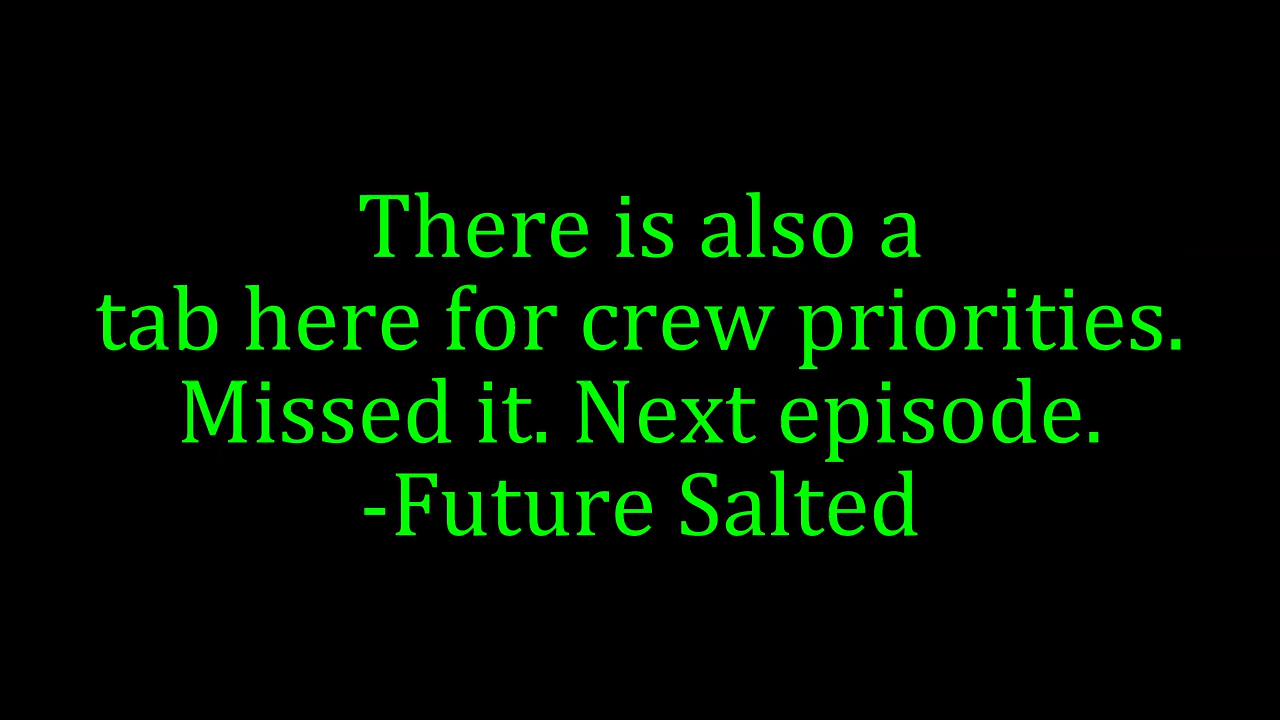 There is also a
tab here for crew priorities.
Missed it. Next episode.
-Future Salted